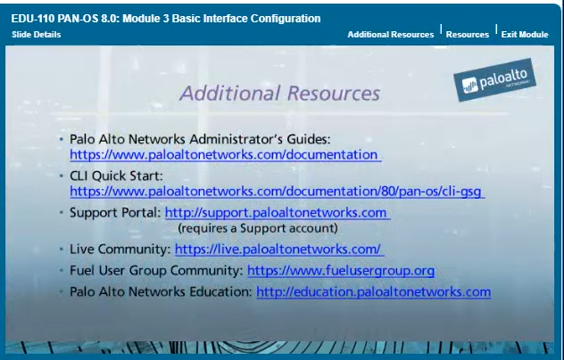 EDU-110 PAN-OS 8.0: Module 3 Basic Interface Configuration
Slide Details
Additional Resources
Resources
Exit Module
paloalto
NETWORKS
Additional Resources
• Palo Alto Networks Administrator's Guides:
https://www.paloaltonetworks.com/documentation
• CLI Quick Start:
https://www.paloaltonetworks.com/documentation/80/pan-os/cli-gsg
• Support Portal: http://support.paloaltonetworks.com
(requires a Support account)
• Live Community: https://live.paloaltonetworks.com/
• Fuel User Group Community: https://www.fuelusergroup.org
• Palo Alto Networks Education: http://education.paloaltonetworks.com